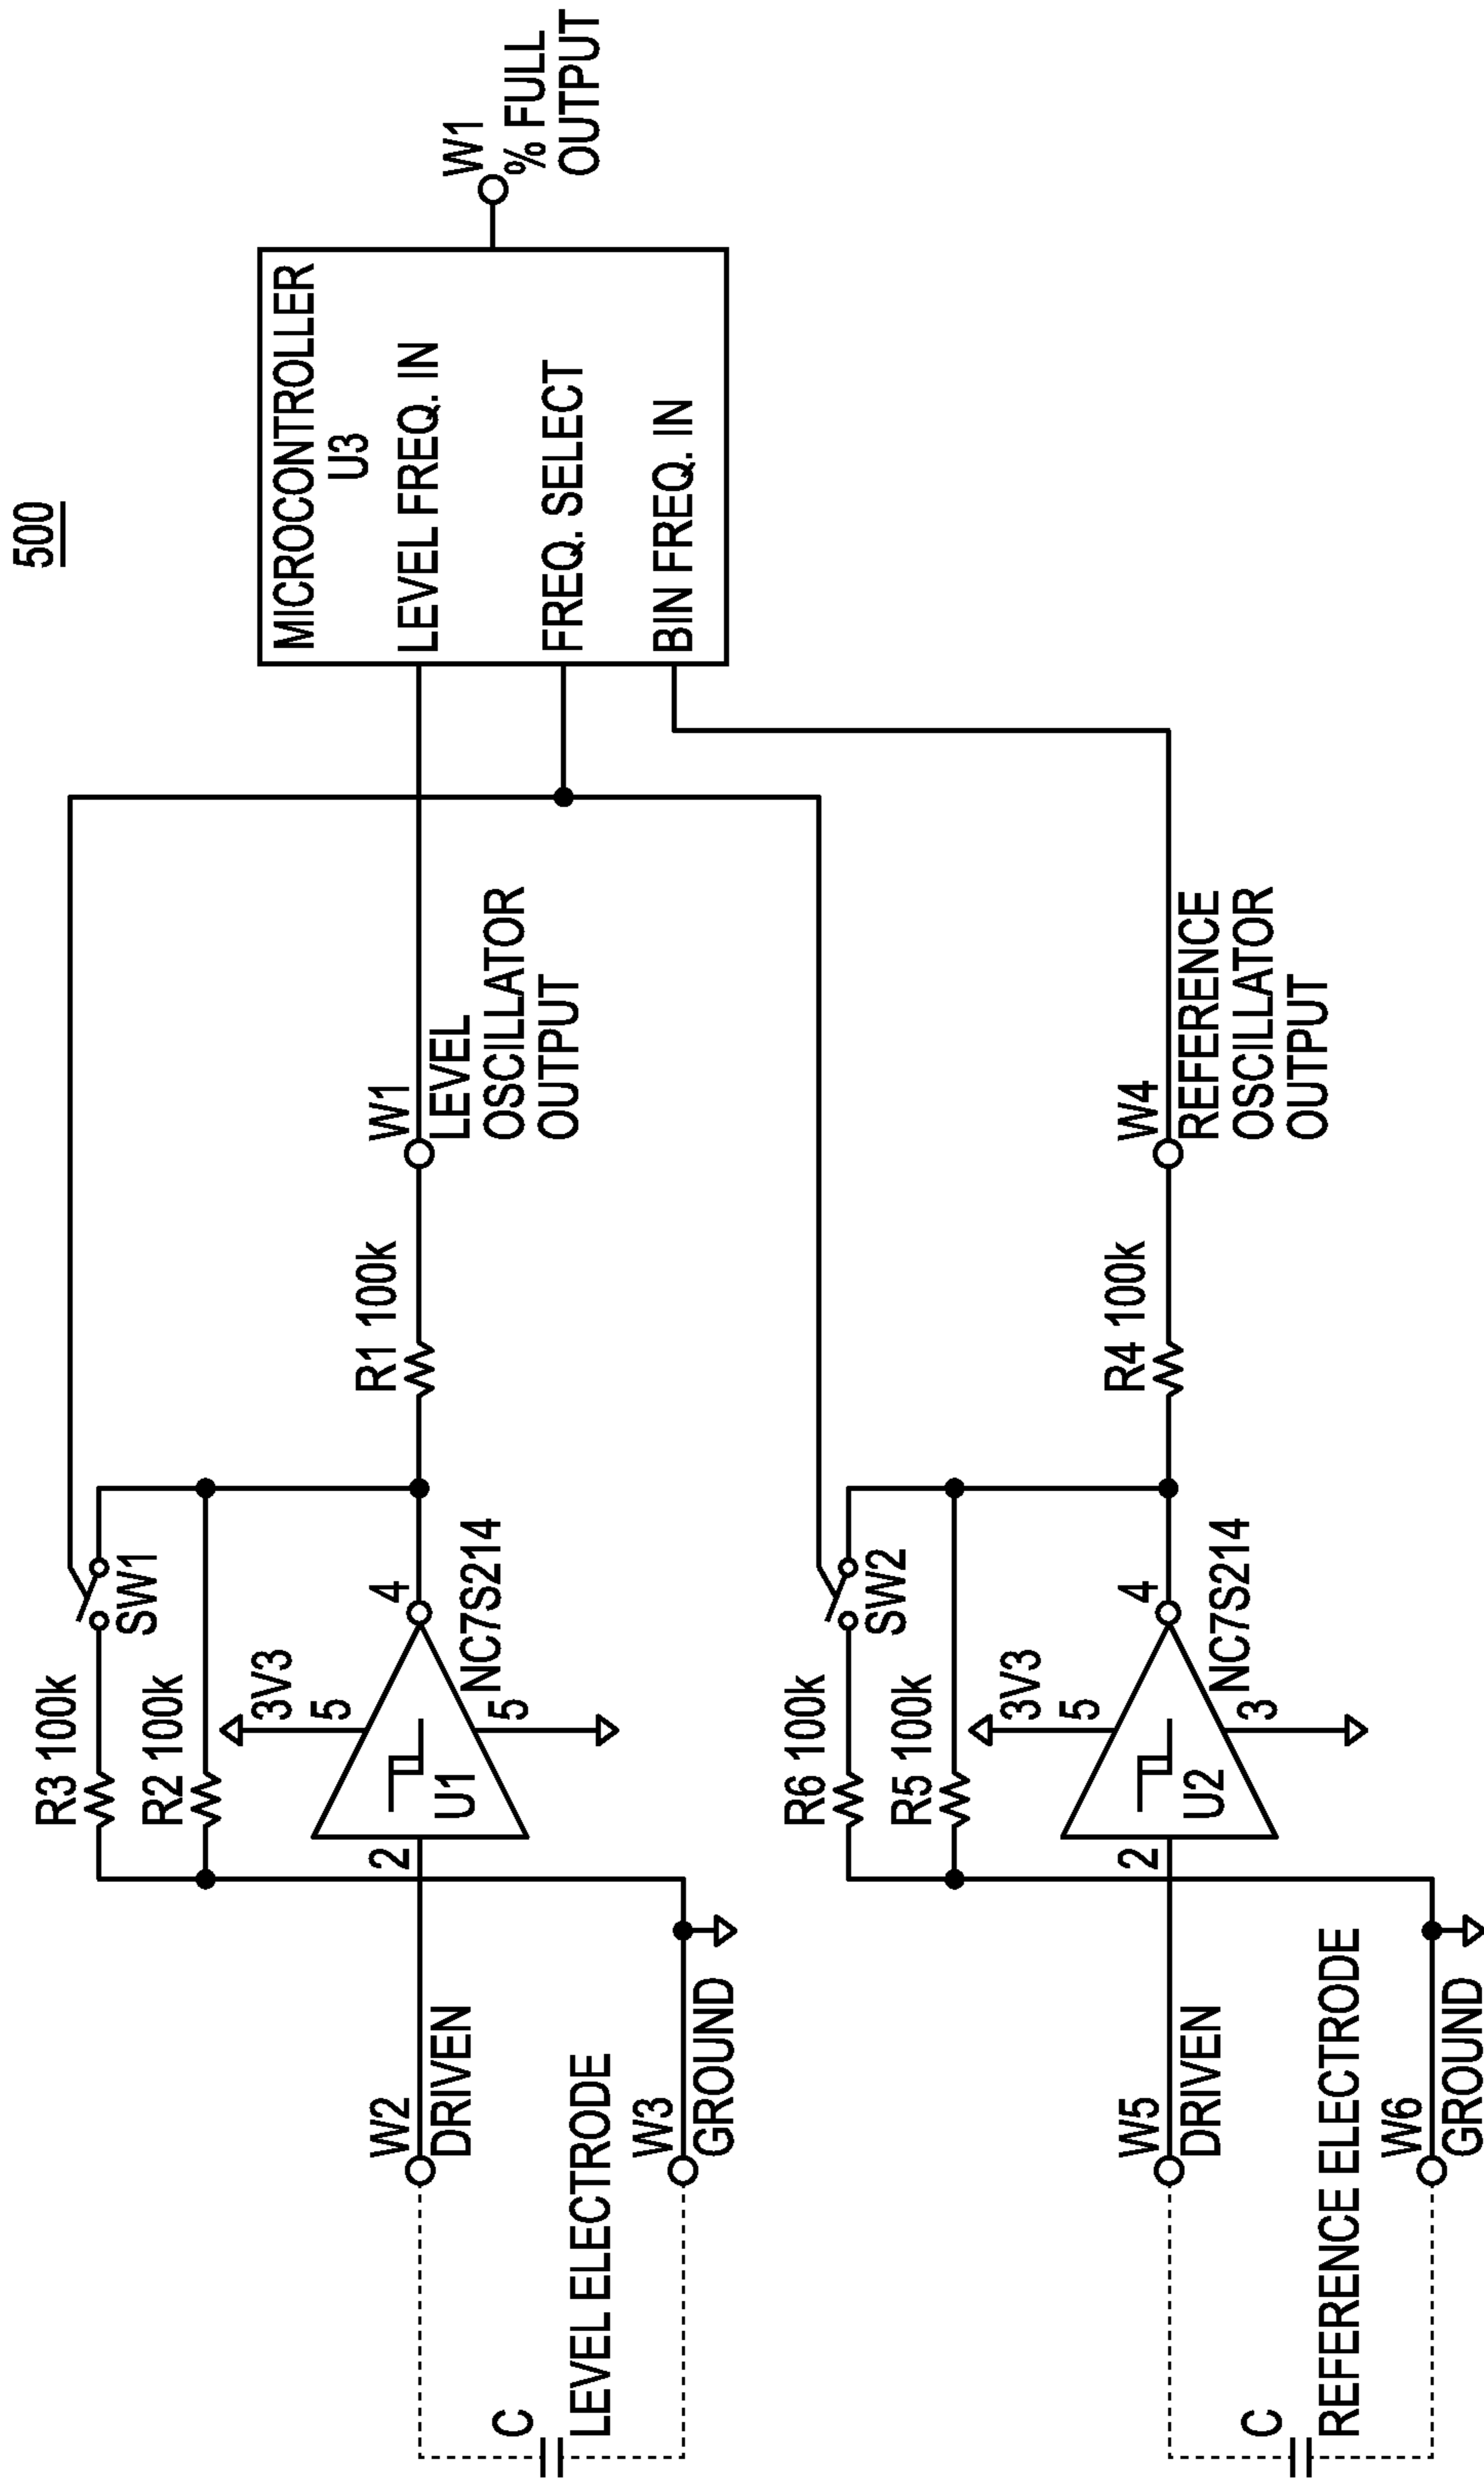 500
R3 100k
SW1
R2 100k
3V3
5
4
2
U1
NC7S214
5
R1 100k
W1
LEVEL
OSCILLATOR
OUTPUT
W2
DRIVEN
C
LEVEL ELECTRODE
W3
GROUND
MICROCONTROLLER
U3
LEVEL FREQ. IN
FREQ. SELECT
BIN FREQ. IN
W1
% FULL
OUTPUT
R6 100k
SW2
R5 100k
3V3
5
4
2
U2
NC7S214
3
R4 100k
W4
REFERENCE
OSCILLATOR
OUTPUT
W5
DRIVEN
C
REFERENCE ELECTRODE
W6
GROUND